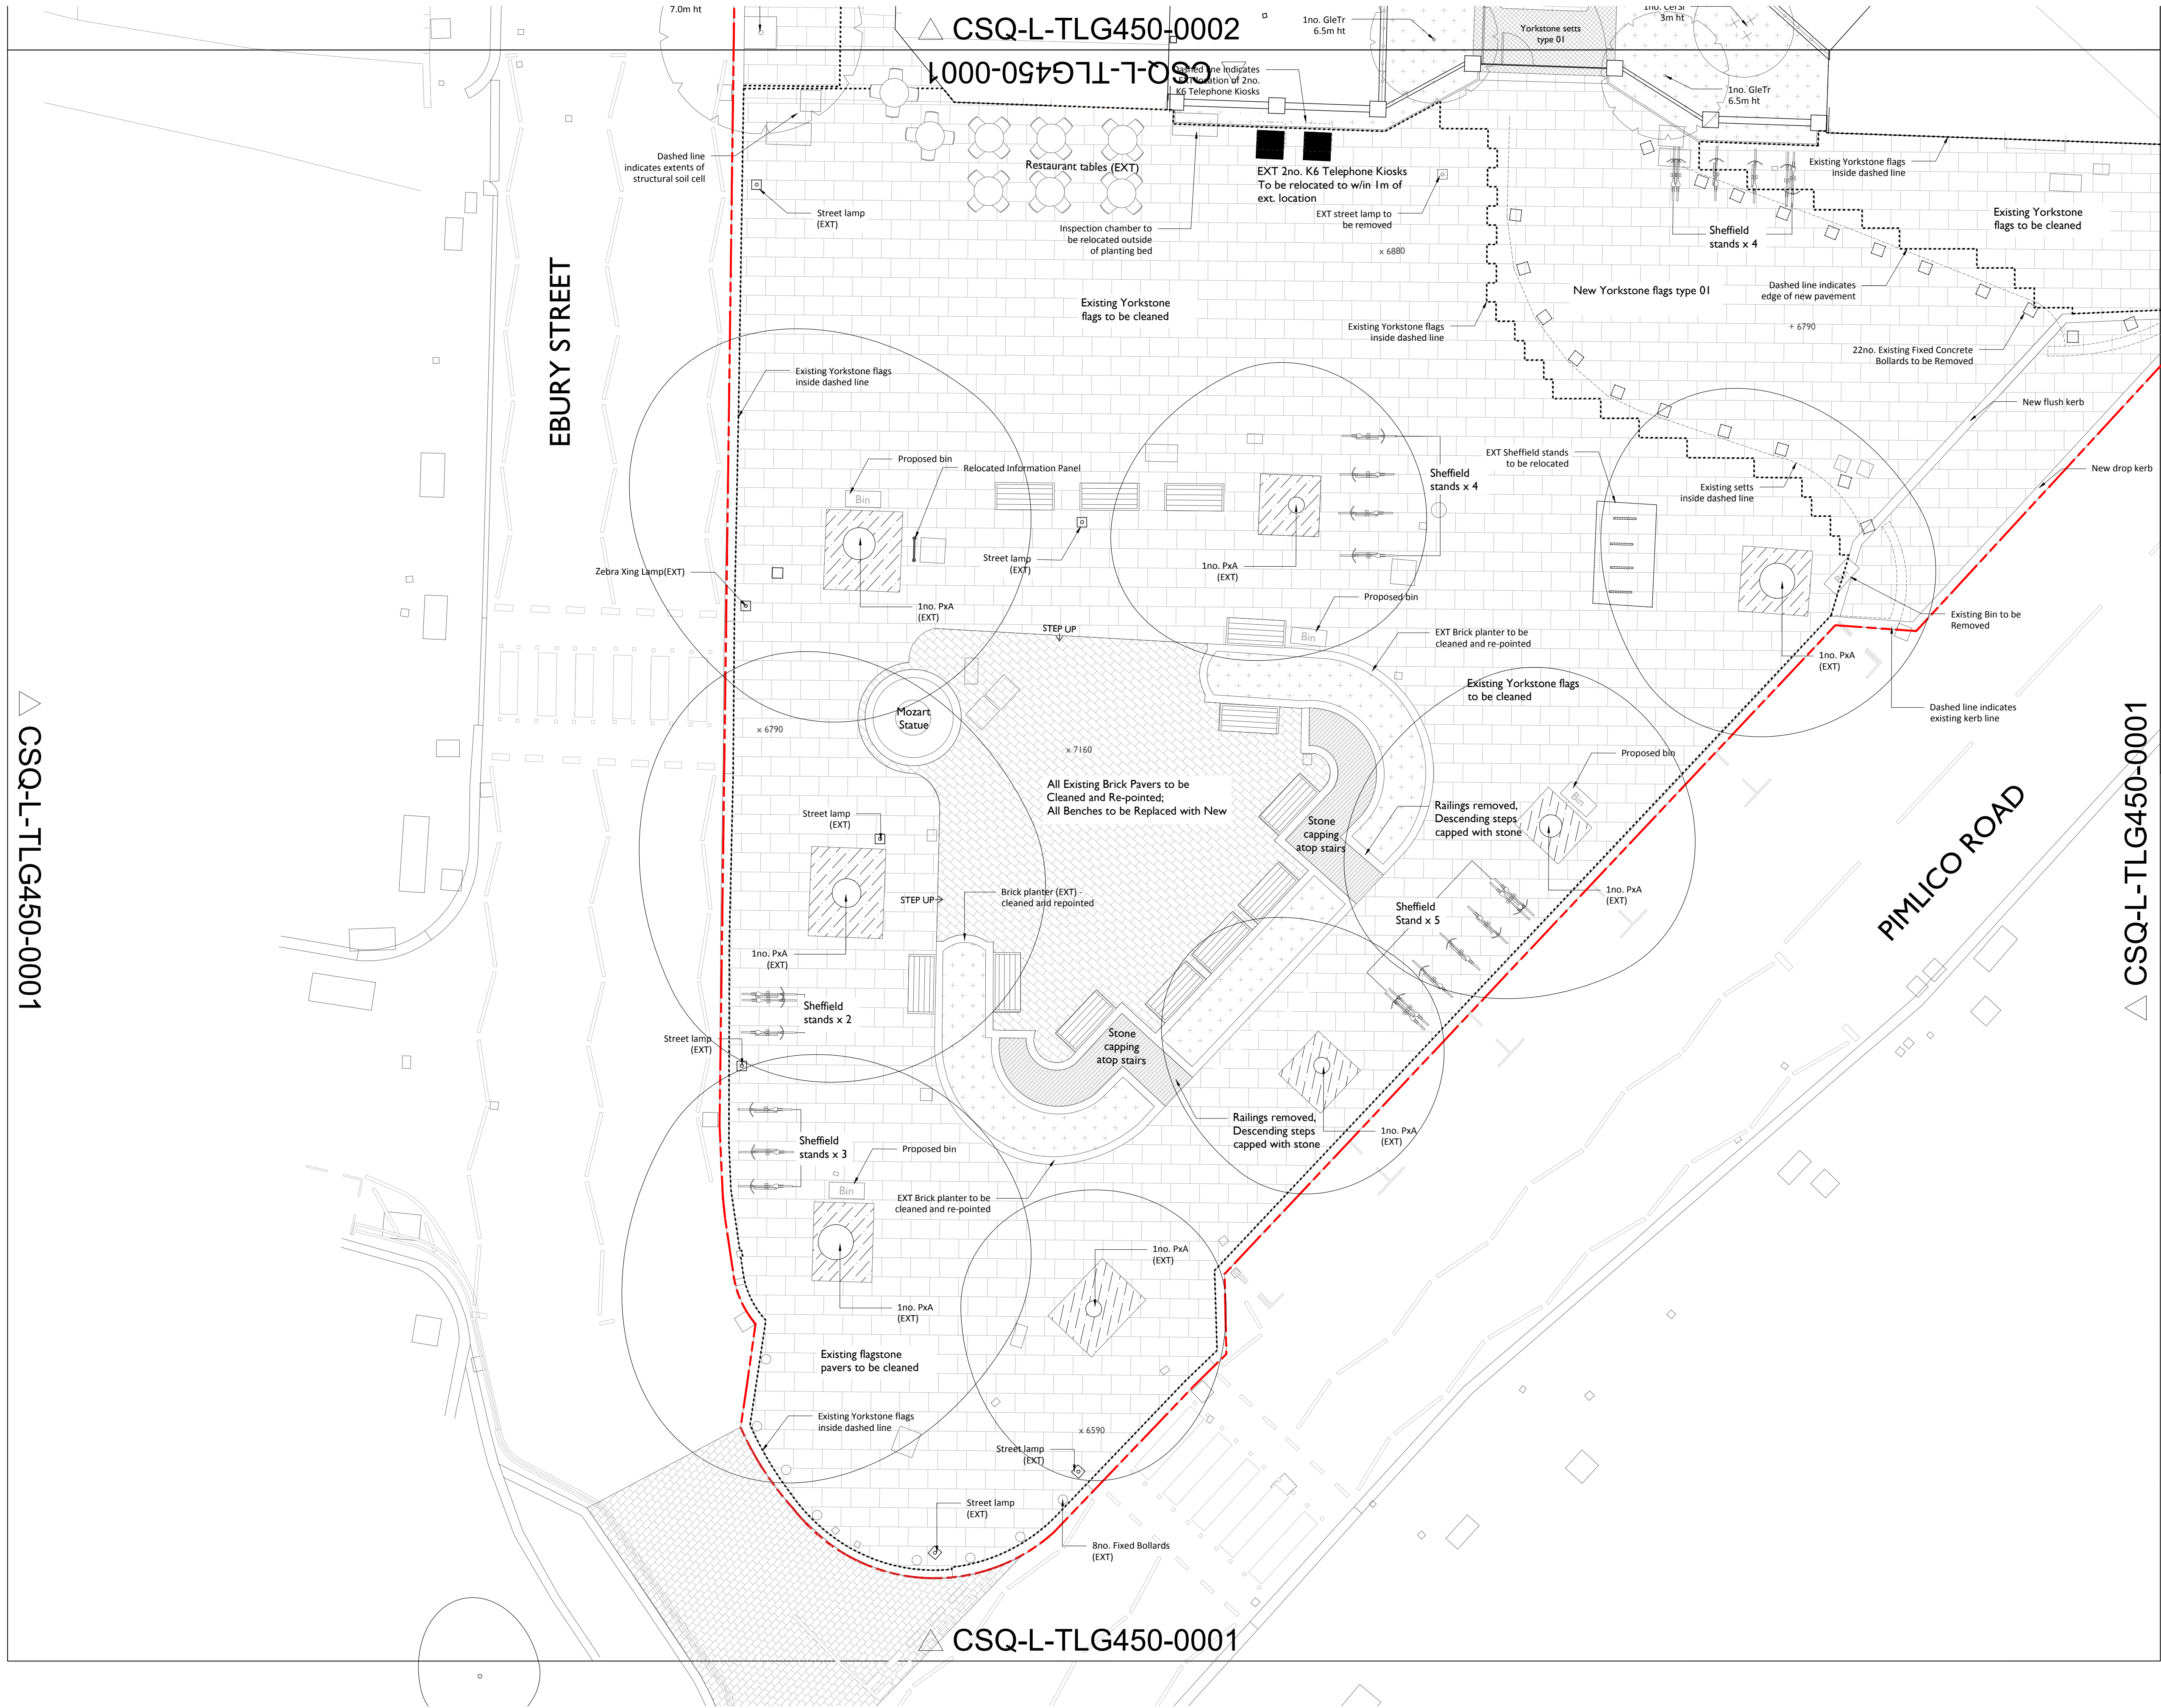 7.0m ht
△ CSQ-L-TLG450-0002
1no. GleTr
6.5m ht
Yorkstone setts
type 01
1no. CerSi
3m ht
CSQ-L-TLG450-0001
Dashed line indicates
EXT location of 2no.
K6 Telephone Kiosks
1no. GleTr
6.5m ht
Dashed line
indicates extents of
structural soil cell
Restaurant tables (EXT)
EXT 2no. K6 Telephone Kiosks
To be relocated to w/in 1m of
ext. location
Existing Yorkstone flags
inside dashed line
Street lamp
(EXT)
Inspection chamber to
be relocated outside
of planting bed
EXT street lamp to
be removed
x 6880
Sheffield
stands x 4
Existing Yorkstone
flags to be cleaned
EBURY STREET
Existing Yorkstone
flags to be cleaned
New Yorkstone flags type 01
Dashed line indicates
edge of new pavement
Existing Yorkstone flags
inside dashed line
+ 6790
22no. Existing Fixed Concrete
Bollards to be Removed
Existing Yorkstone flags
inside dashed line
New flush kerb
Proposed bin
Relocated Information Panel
Bin
Sheffield
stands x 4
EXT Sheffield stands
to be relocated
Existing setts
inside dashed line
New drop kerb
Zebra Xing Lamp(EXT)
Street lamp
(EXT)
1no. PxA
(EXT)
1no. PxA
(EXT)
Proposed bin
Bin
Bin
Existing Bin to be
Removed
STEP UP
EXT Brick planter to be
cleaned and re-pointed
1no. PxA
(EXT)
Existing Yorkstone flags
to be cleaned
Dashed line indicates
existing kerb line
Mozart
Statue
x 6790
x 7160
Proposed bin
Bin
All Existing Brick Pavers to be
Cleaned and Re-pointed;
All Benches to be Replaced with New
Street lamp
(EXT)
Stone
capping
atop stairs
Railings removed,
Descending steps
capped with stone
PIMLICO ROAD
△ CSQ-L-TLG450-0001
△ CSQ-L-TLG450-0001
STEP UP
Brick planter (EXT) -
cleaned and repointed
Sheffield
Stand x 5
1no. PxA
(EXT)
1no. PxA
(EXT)
Sheffield
stands x 2
Street lamp
(EXT)
Stone
capping
atop stairs
Railings removed,
Descending steps
capped with stone
1no. PxA
(EXT)
Sheffield
stands x 3
Proposed bin
Bin
EXT Brick planter to be
cleaned and re-pointed
1no. PxA
(EXT)
1no. PxA
(EXT)
Existing flagstone
pavers to be cleaned
Existing Yorkstone flags
inside dashed line
x 6590
Street lamp
(EXT)
Street lamp
(EXT)
8no. Fixed Bollards
(EXT)
△ CSQ-L-TLG450-0001